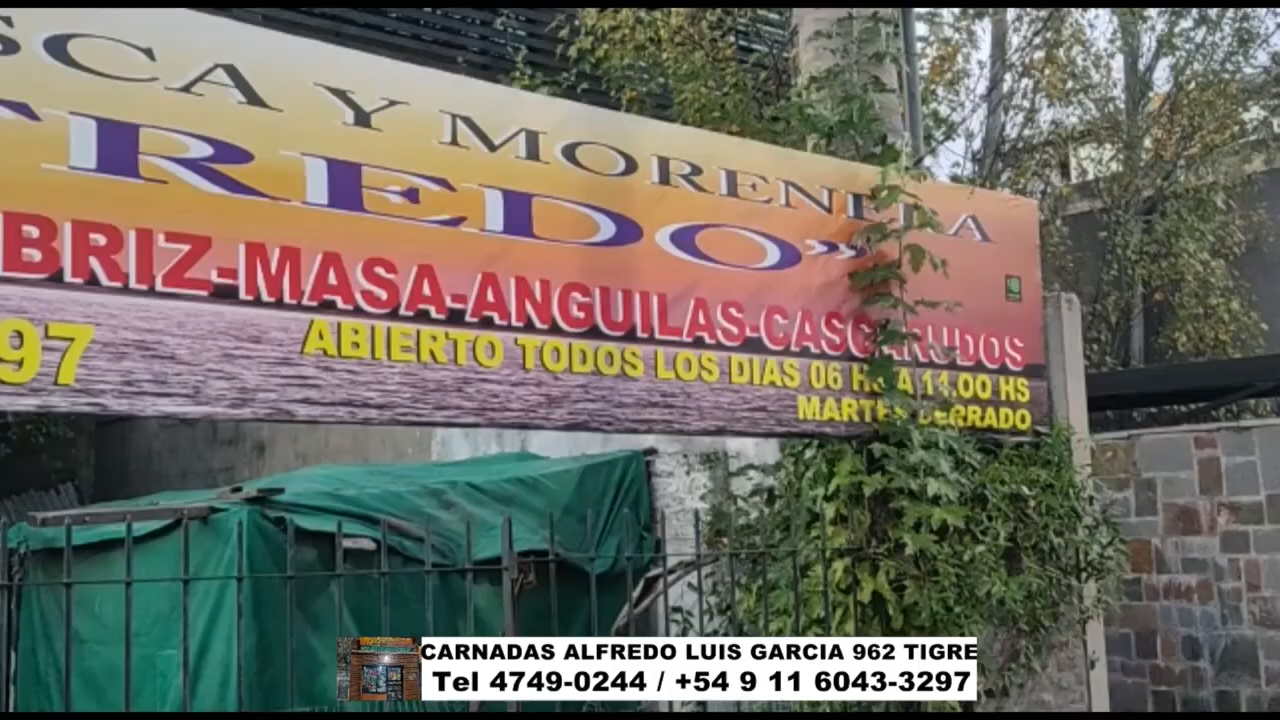 SCA Y MORENITA
FREDO”
BRIZ-MASA-ANGUILAS-CASCARUDOS
97
ABIERTO TODOS LOS DIAS 06 HS A 14.00 HS
MARTES CERRADO
CARNADAS ALFREDO LUIS GARCIA 962 TIGRE
Tel 4749-0244 / +54 9 11 6043-3297